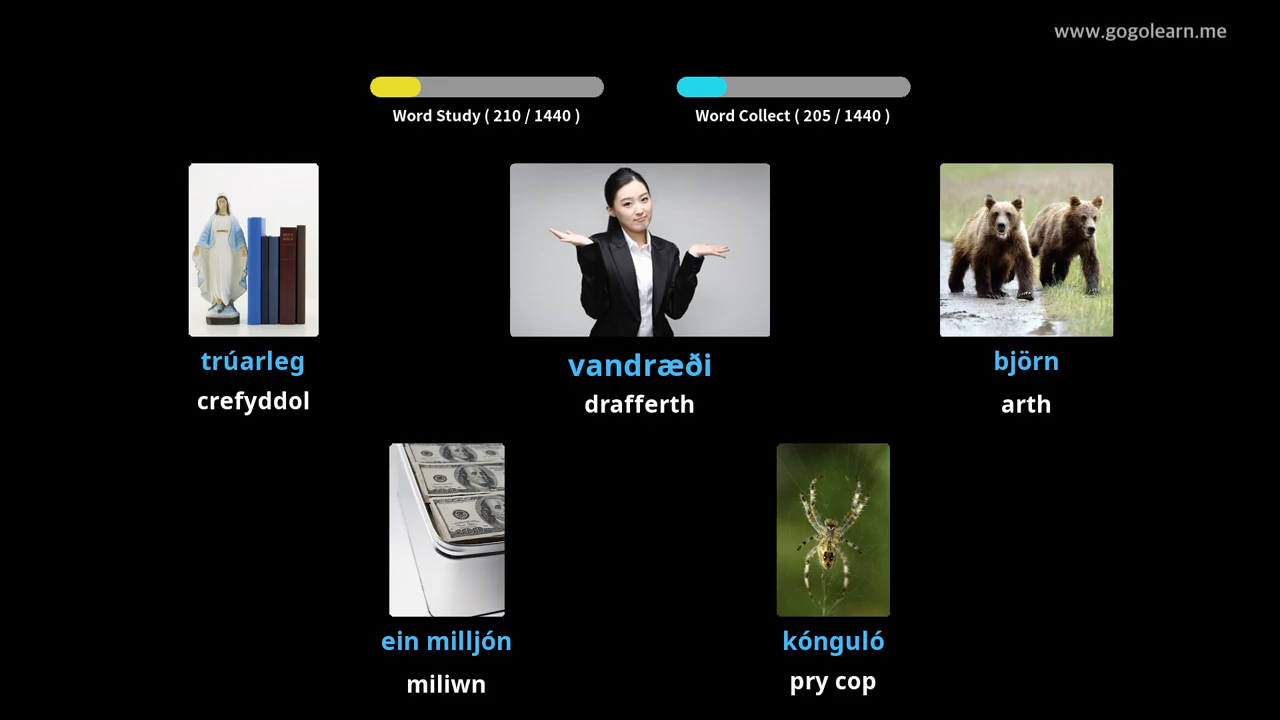 www.gogolearn.me
Word Study ( 210 / 1440 )
Word Collect ( 205 / 1440 )
trúarleg
crefyddol
vandræði
drafferth
björn
arth
ein milljón
miliwn
kónguló
pry cop